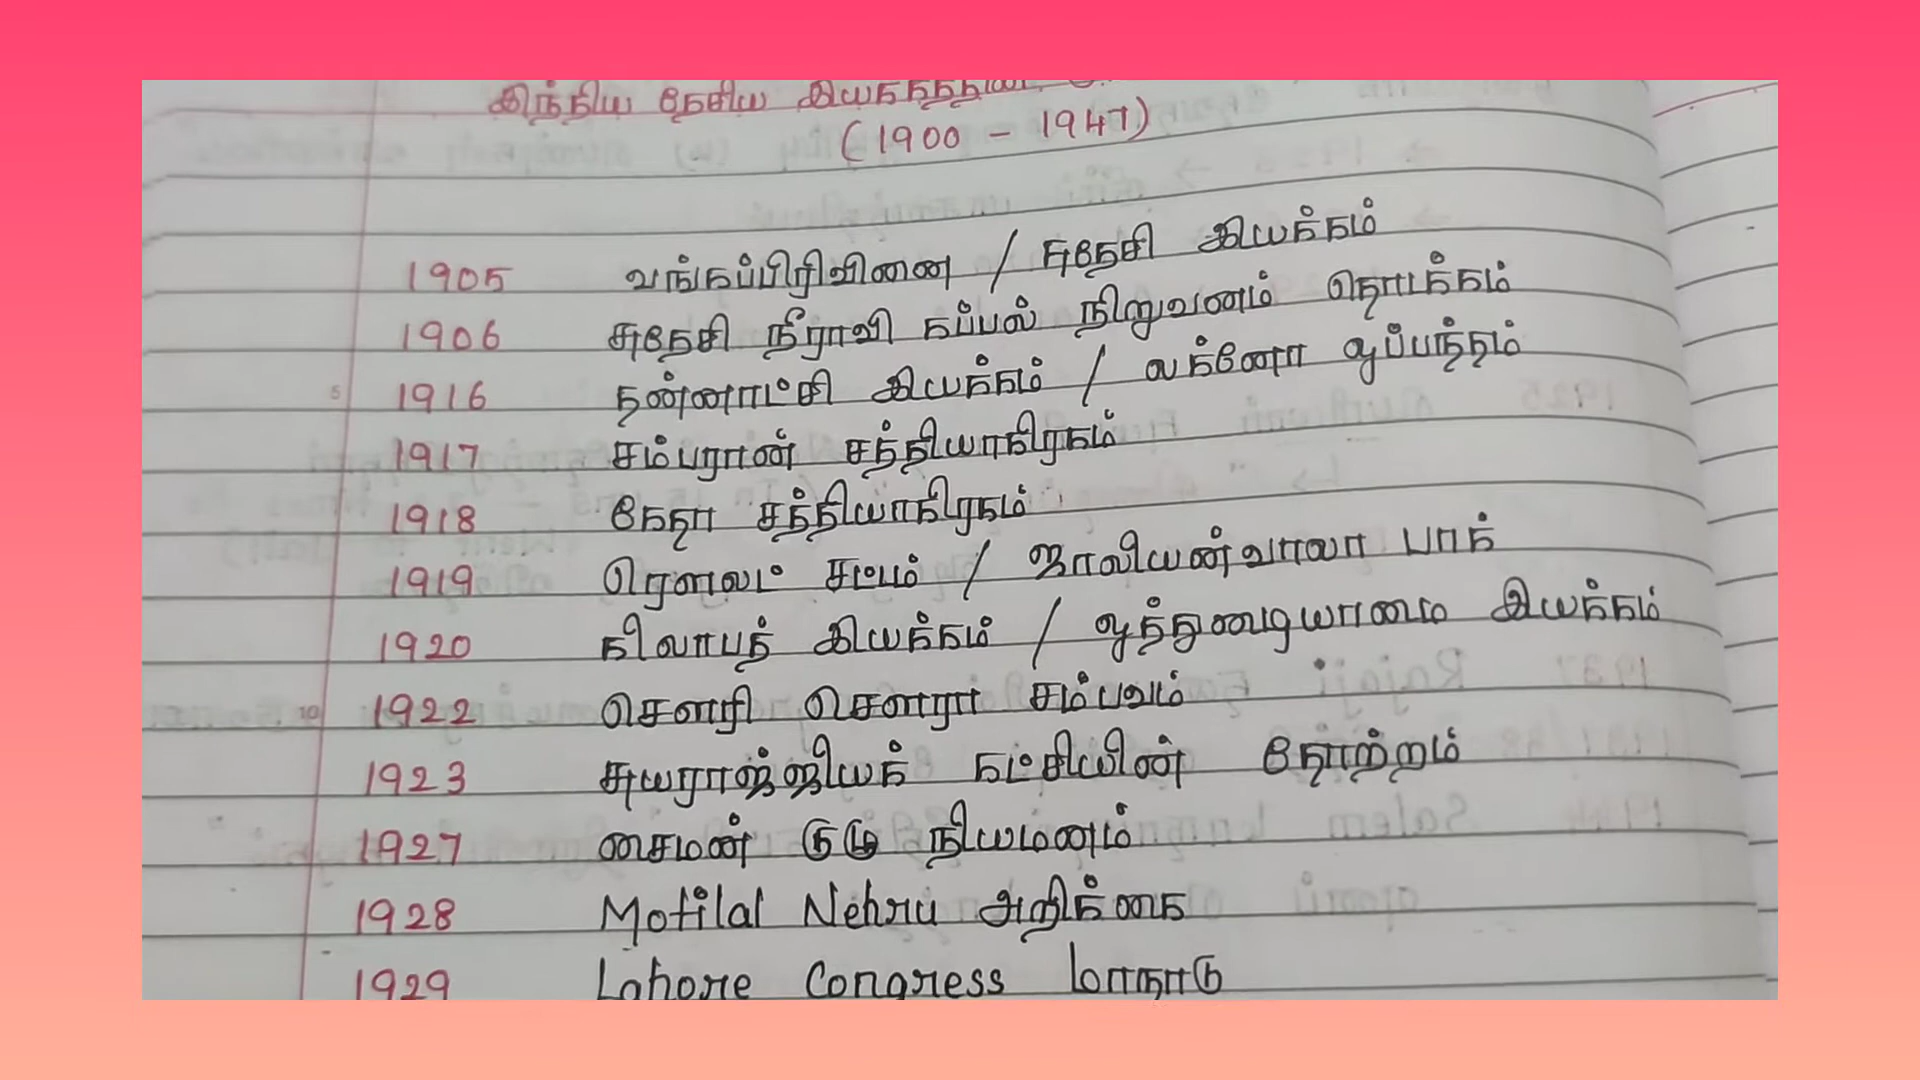 இந்திய தேசிய இயக்கத்தின்
(1900 - 1947)
1905 வங்கப்பிரிவினை / சுதேசி இயக்கம்
1906 சுதேசி நீராவி கப்பல் நிறுவனம் தொடக்கம்
1916 தன்னாட்சி இயக்கம் / லக்னோ ஒப்பந்தம்
1917 சம்பரான் சத்தியாகிரகம்
1918 கேதா சத்தியாகிரகம்
1919 ரௌலட் சட்டம் / ஜாலியன்வாலா பாக்
1920 கிலாபத் இயக்கம் / ஒத்துழையாமை இயக்கம்
1922 சௌரி சௌரா சம்பவம்
1923 சுயராஜ்ஜியக் கட்சியின் தோற்றம்
1927 சைமன் குழு நியமனம்
1928 Motilal Nehru அறிக்கை
1929 Lahore Congress மாநாடு